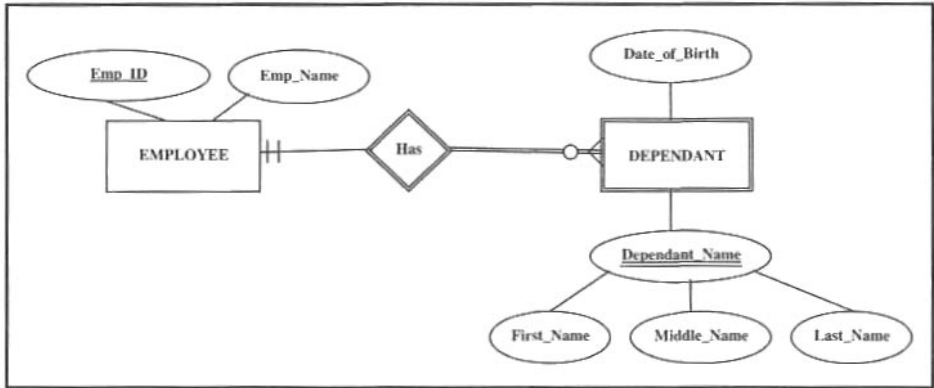 Date_of_Birth
Emp_ID
Emp_Name
EMPLOYEE
Has
DEPENDANT
Dependant_Name
First_Name
Middle_Name
Last_Name